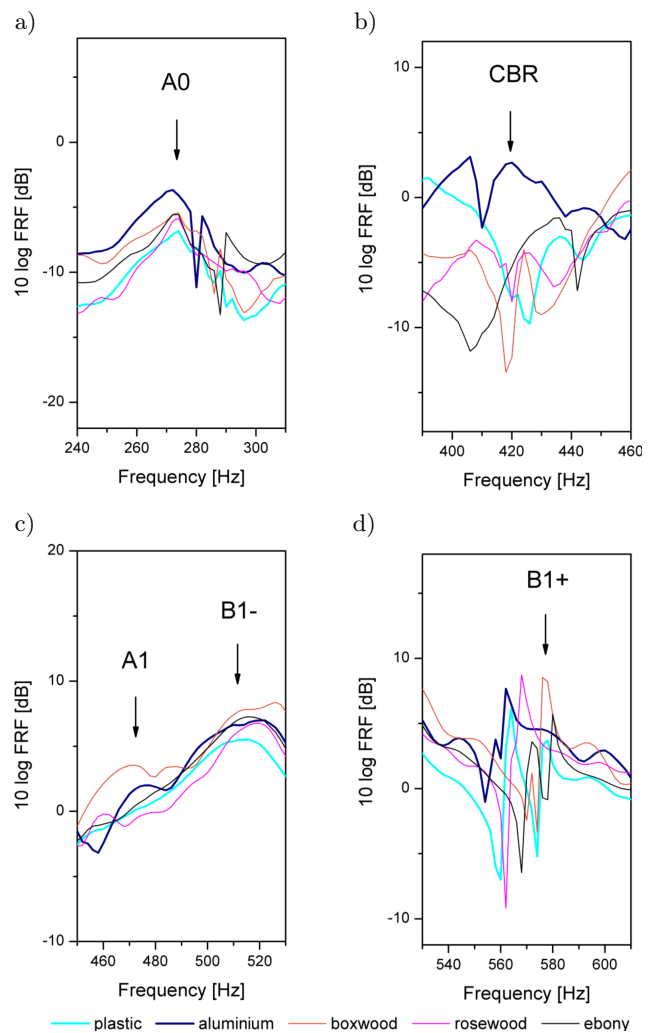 a)
A0
10 log FRF [dB]
0
-10
-20
240 260 280 300
Frequency [Hz]
b)
CBR
10 log FRF [dB]
10
0
-10
400 420 440 460
Frequency [Hz]
c)
A1
B1-
10 log FRF [dB]
20
10
0
-10
460 480 500 520
Frequency [Hz]
d)
B1+
10 log FRF [dB]
10
0
-10
540 560 580 600
Frequency [Hz]
plastic aluminium boxwood rosewood ebony